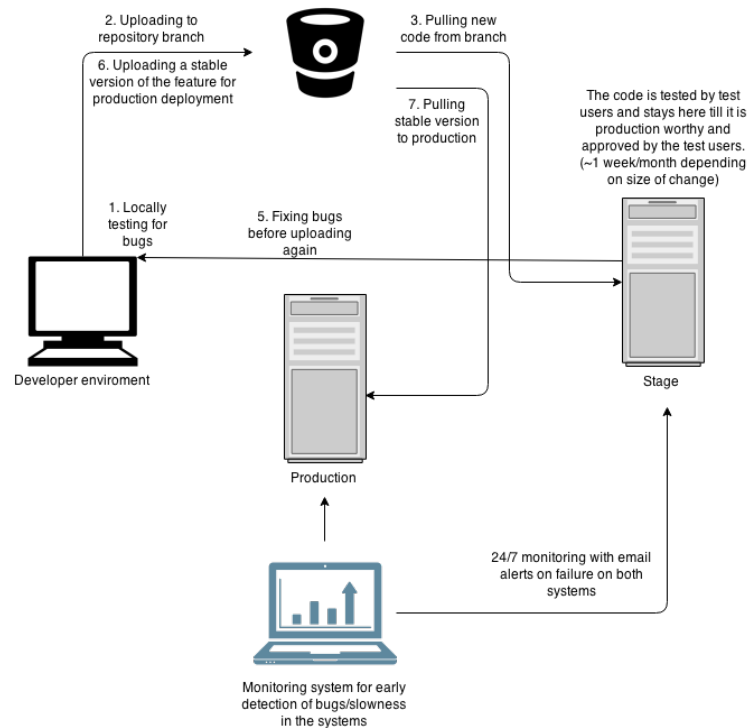 2. Uploading to
repository branch
6. Uploading a stable
version of the feature for
production deployment
3. Pulling new
code from branch
7. Pulling
stable version
to production
The code is tested by test
users and stays here till it is
production worthy and
approved by the test users.
(~1 week/month depending
on size of change)
1. Locally
testing for
bugs
5. Fixing bugs
before uploading
again
Developer enviroment
Stage
Production
24/7 monitoring with email
alerts on failure on both
systems
Monitoring system for early
detection of bugs/slowness
in the systems